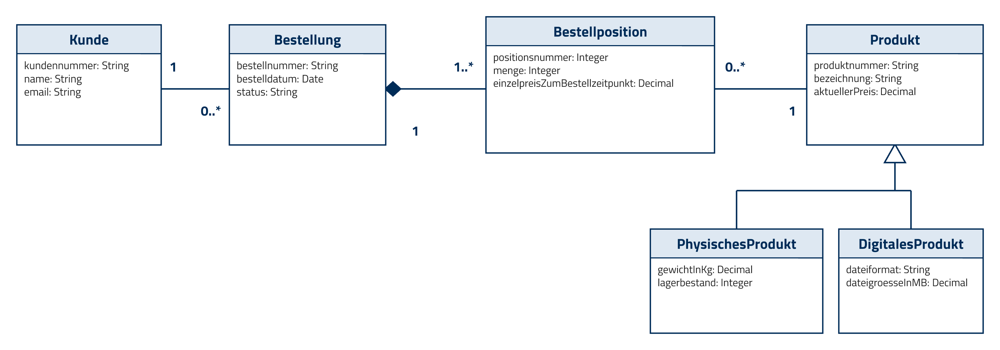 Kunde
kundennummer: String
name: String
email: String
1
0..*
Bestellung
bestellnummer: String
bestelldatum: Date
status: String
1..*
1
Bestellposition
positionsnummer: Integer
menge: Integer
einzelpreisZumBestellzeitpunkt: Decimal
0..*
1
Produkt
produktnummer: String
bezeichnung: String
aktuellerPreis: Decimal
PhysischesProdukt
gewichtInKg: Decimal
lagerbestand: Integer
DigitalesProdukt
dateiformat: String
dateigroesseInMB: Decimal